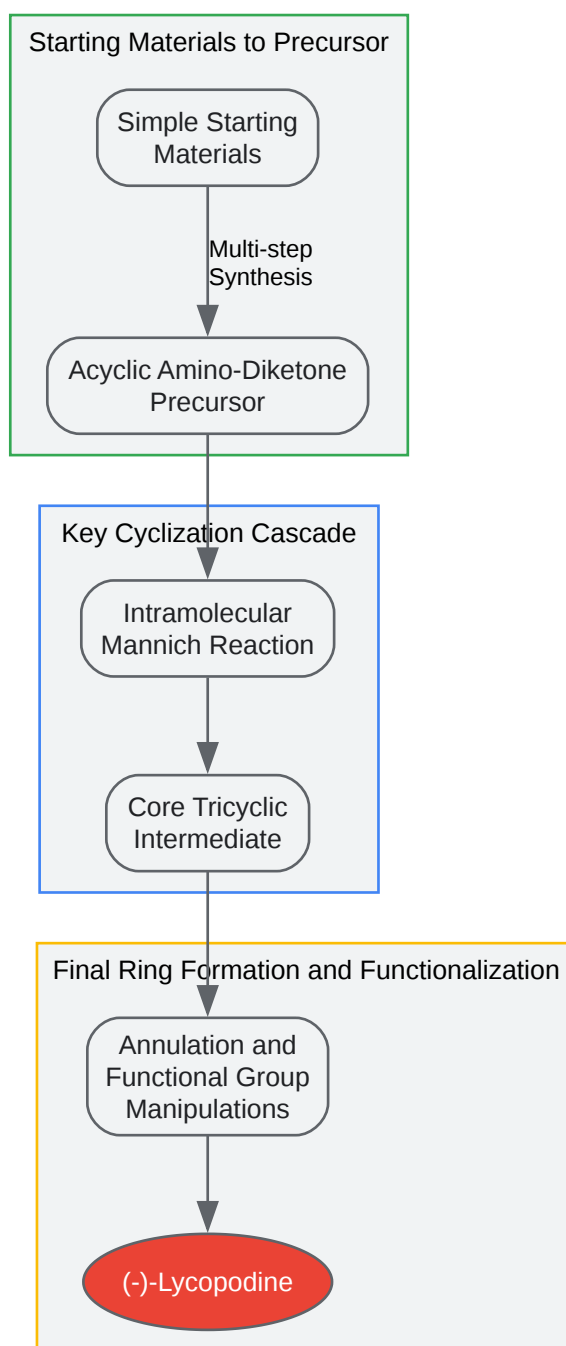 Starting Materials to Precursor
Simple Starting
Materials
Multi-step
Synthesis
Acyclic Amino-Diketone
Precursor
Key Cyclization Cascade
Intramolecular
Mannich Reaction
Core Tricyclic
Intermediate
Final Ring Formation and Functionalization
Annulation and
Functional Group
Manipulations
(-)-Lycopodine